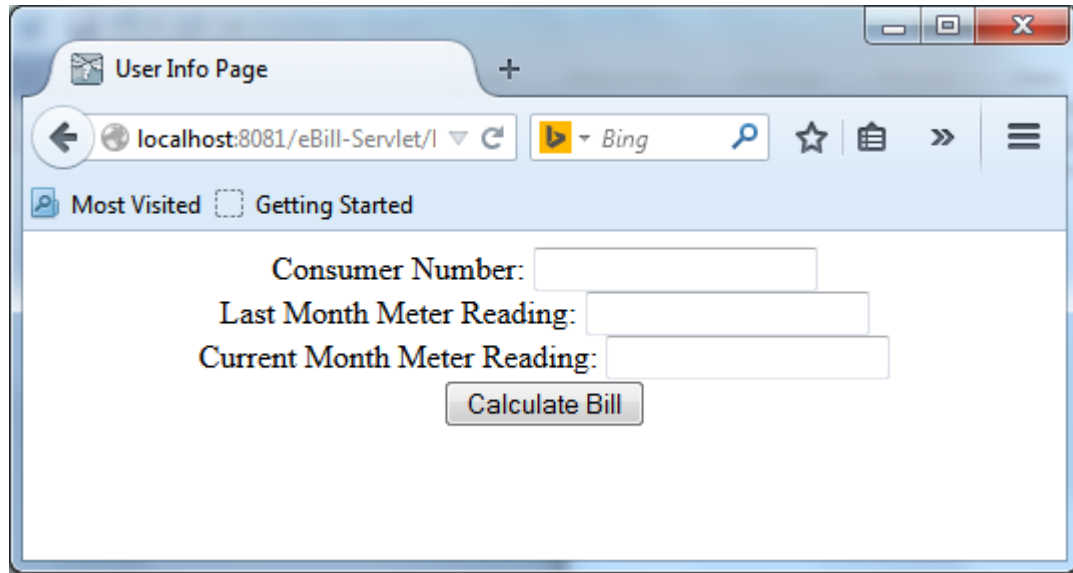 User Info Page
localhost:8081/eBill-Servlet/
Bing
Most Visited Getting Started
Consumer Number:
Last Month Meter Reading:
Current Month Meter Reading:
Calculate Bill